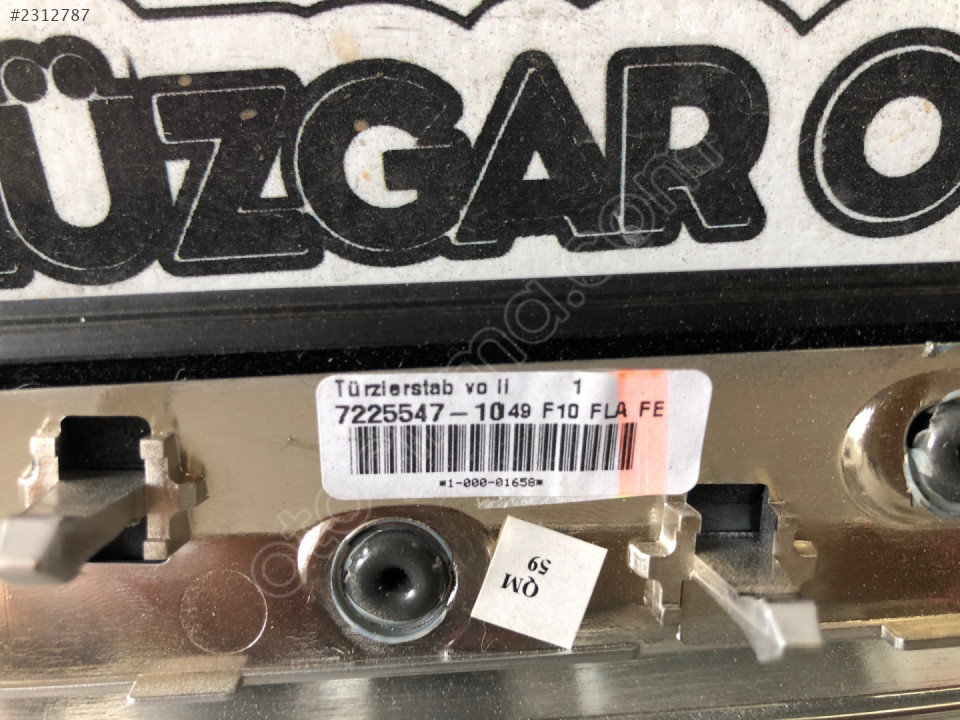 #2312787
ÜZGAR O
Türzierstab vo li 1
7225547-10 49 F10 FLA FE
*1-000-01658*
QM
59